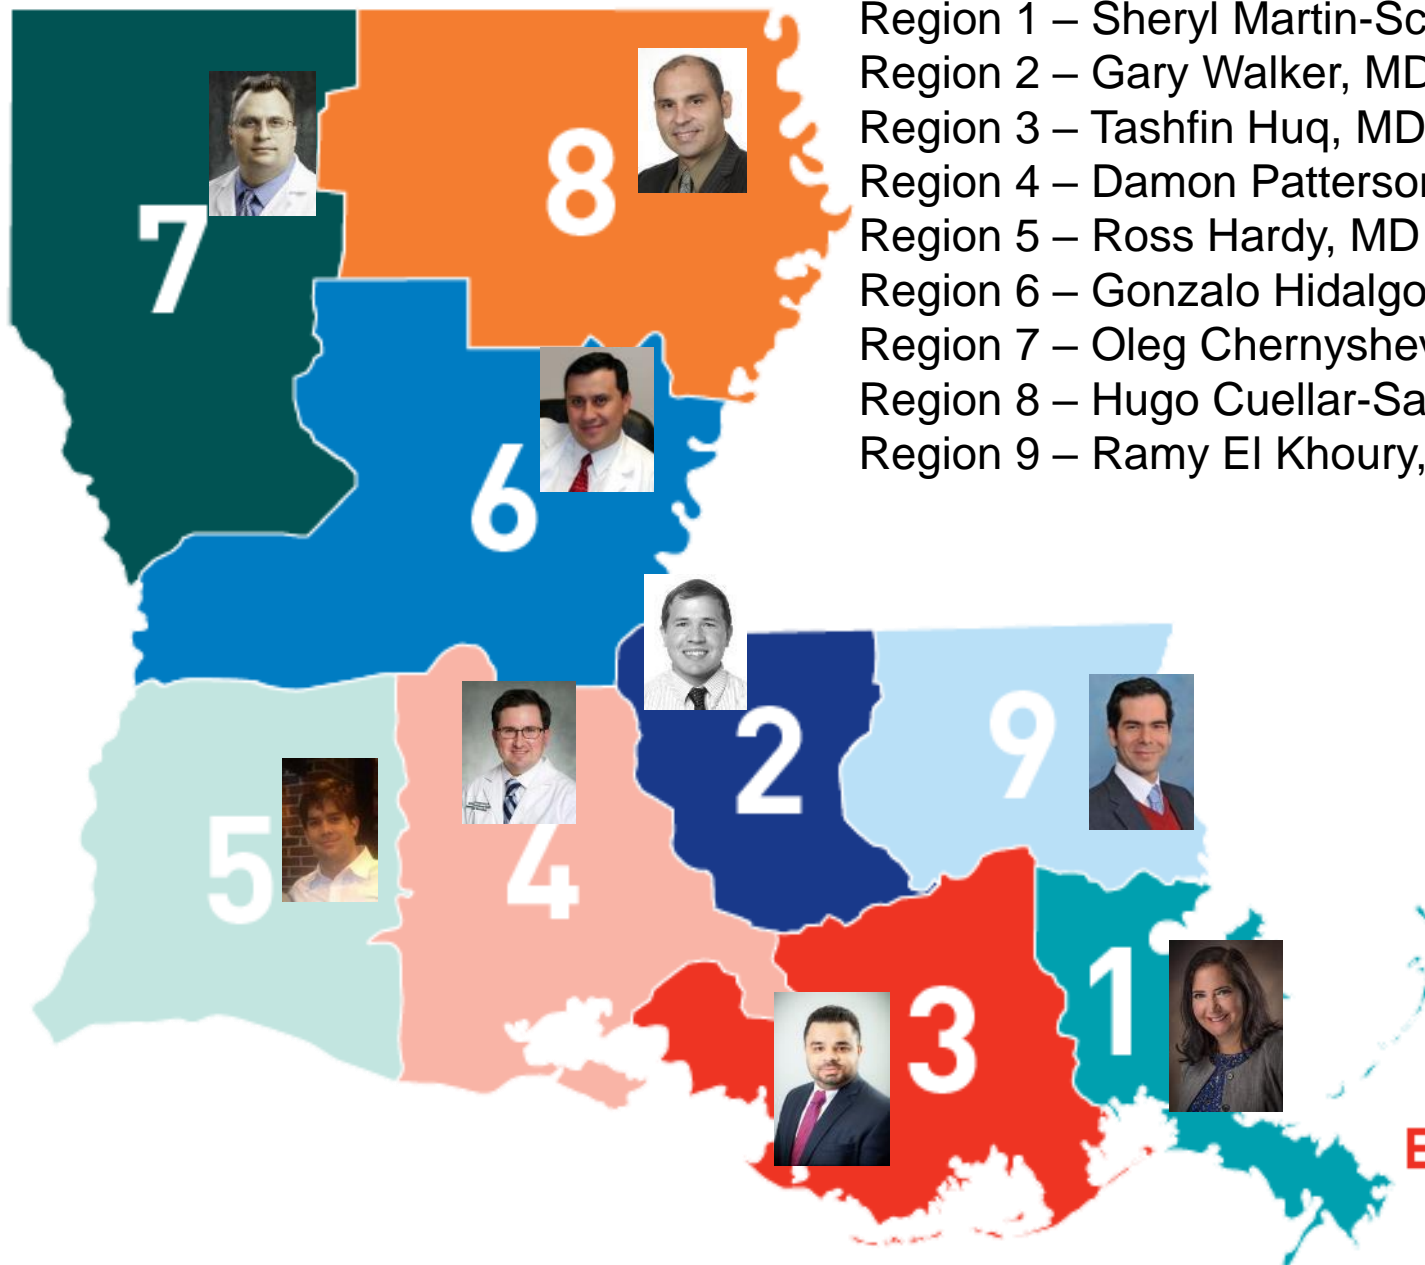 Region 1 – Sheryl Martin-Sc
Region 2 – Gary Walker, MD
Region 3 – Tashfin Huq, MD
Region 4 – Damon Patterson
Region 5 – Ross Hardy, MD
Region 6 – Gonzalo Hidalgo
Region 7 – Oleg Chernyshev
Region 8 – Hugo Cuellar-Sa
Region 9 – Ramy El Khoury,
7
8
6
2
9
5
4
3
1
E